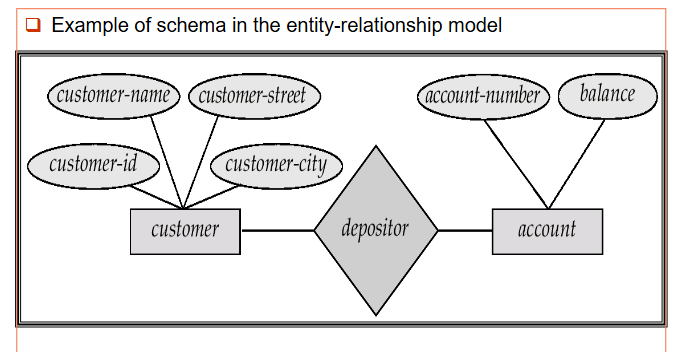 Example of schema in the entity-relationship model
customer-name
customer-street
account-number
balance
customer-id
customer-city
customer
depositor
account